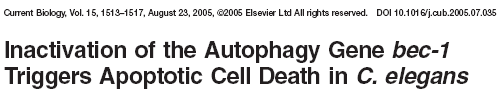 Current Biology, Vol. 15, 1513–1517, August 23, 2005, ©2005 Elsevier Ltd All rights reserved. DOI 10.1016/j.cub.2005.07.035
Inactivation of the Autophagy Gene bec-1
Triggers Apoptotic Cell Death in C. elegans